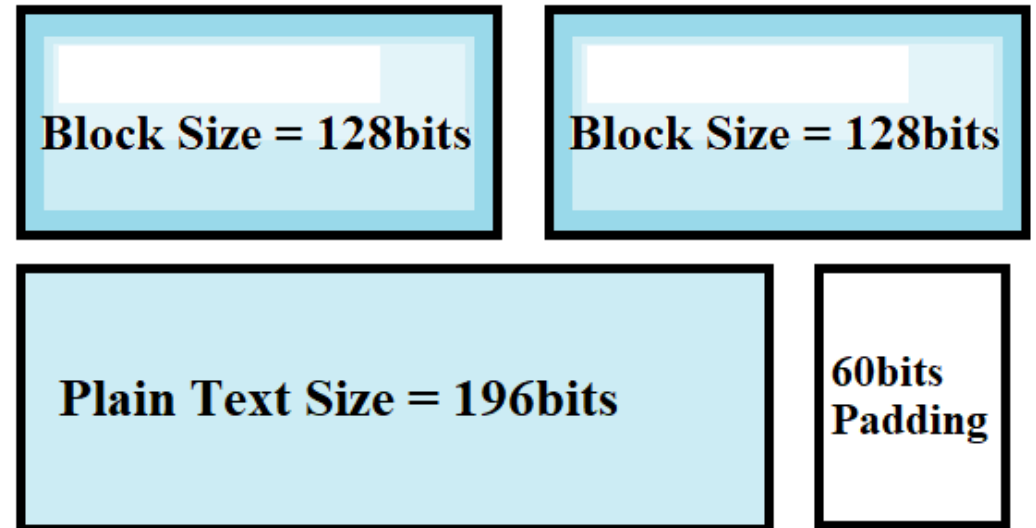 Block Size = 128bits
Block Size = 128bits
Plain Text Size = 196bits
60bits
Padding